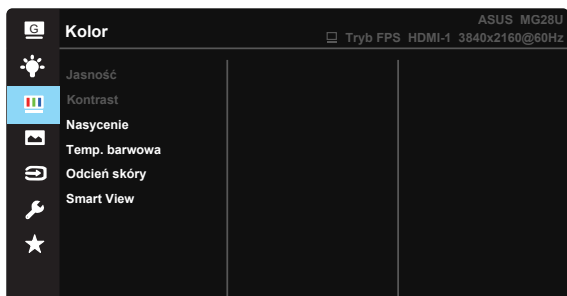 G
Kolor
ASUS MG28U
Tryb FPS HDMI-1 3840x2160@60Hz
Jasność
Kontrast
Nasycenie
Temp. barwowa
Odcień skóry
Smart View